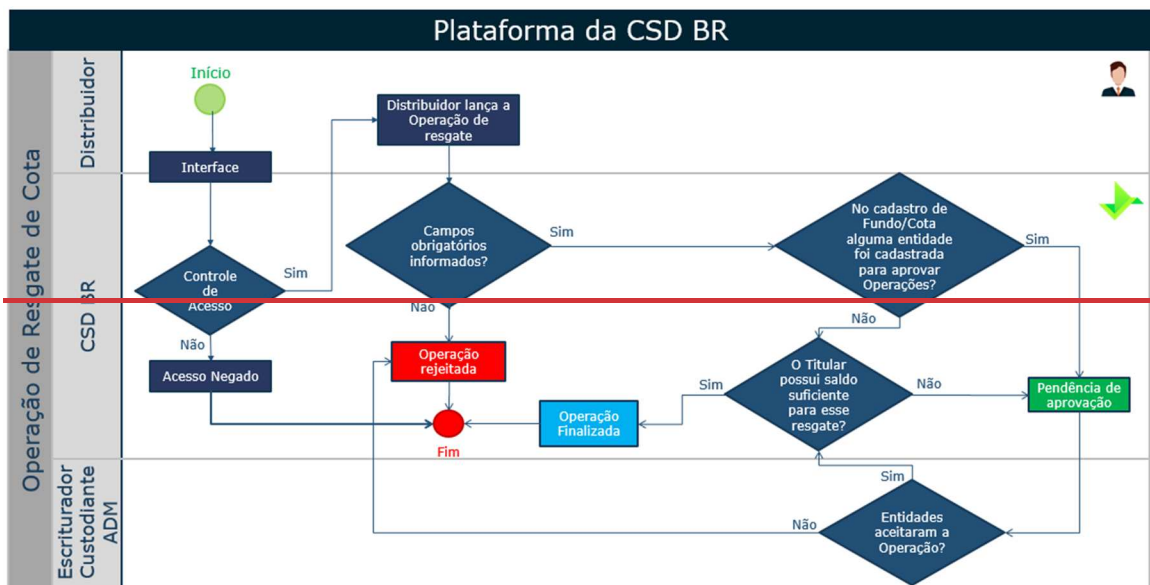 Plataforma da CSD BR
Operação de Resgate de Cota
Distribuidor
CSD BR
Escriturador
Custodiante
ADM
Início
Interface
Distribuidor lança a
Operação de
resgate
Controle
de
Acesso
Sim
Não
Acesso Negado
Campos
obrigatórios
informados?
Sim
Não
Operação
rejeitada
Fim
No cadastro de
Fundo/Cota
alguma entidade
foi cadastrada
para aprovar
Operações?
Sim
Não
O Titular
possui saldo
suficiente
para esse
resgate?
Sim
Não
Operação
Finalizada
Pendência de
aprovação
Entidades
aceitaram a
Operação?
Sim
Não